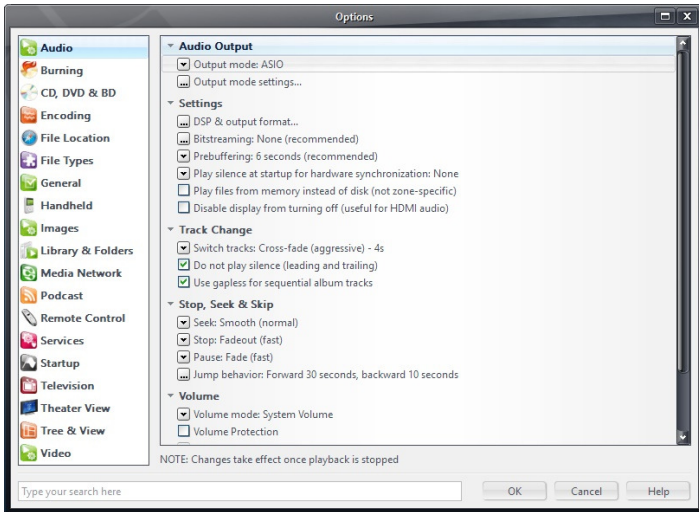 Options
Audio
Burning
CD, DVD & BD
Encoding
File Location
File Types
General
Handheld
Images
Library & Folders
Media Network
Podcast
Remote Control
Services
Startup
Television
Theater View
Tree & View
Video
Audio Output
Output mode: ASIO
Output mode settings...
Settings
DSP & output format...
Bitstreaming: None (recommended)
Prebuffering: 6 seconds (recommended)
Play silence at startup for hardware synchronization: None
Play files from memory instead of disk (not zone-specific)
Disable display from turning off (useful for HDMI audio)
Track Change
Switch tracks: Cross-fade (aggressive) - 4s
Do not play silence (leading and trailing)
Use gapless for sequential album tracks
Stop, Seek & Skip
Seek: Smooth (normal)
Stop: Fadeout (fast)
Pause: Fade (fast)
Jump behavior: Forward 30 seconds, backward 10 seconds
Volume
Volume mode: System Volume
Volume Protection
NOTE: Changes take effect once playback is stopped
Type your search here
OK
Cancel
Help